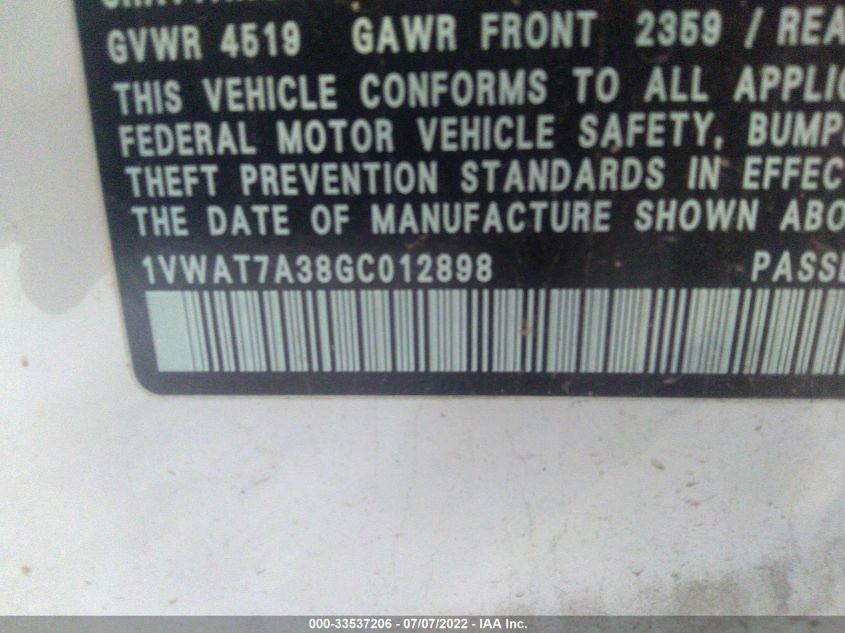 GVWR 4519 GAWR FRONT 2359 / REA
THIS VEHICLE CONFORMS TO ALL APPLIC
FEDERAL MOTOR VEHICLE SAFETY, BUMP
THEFT PREVENTION STANDARDS IN EFFEC
THE DATE OF MANUFACTURE SHOWN ABO
1VWAT7A38GC012898 PASSE
000-33537206 - 07/07/2022 - IAA Inc.